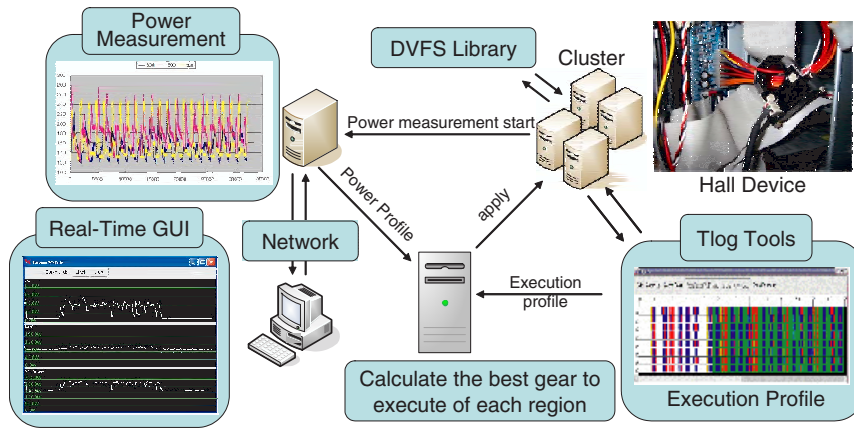 Power
Measurement
DVFS Library
Cluster
Power measurement start
Hall Device
Power Profile
apply
Real-Time GUI
Network
Tlog Tools
Execution
profile
Calculate the best gear to
execute of each region
Execution Profile